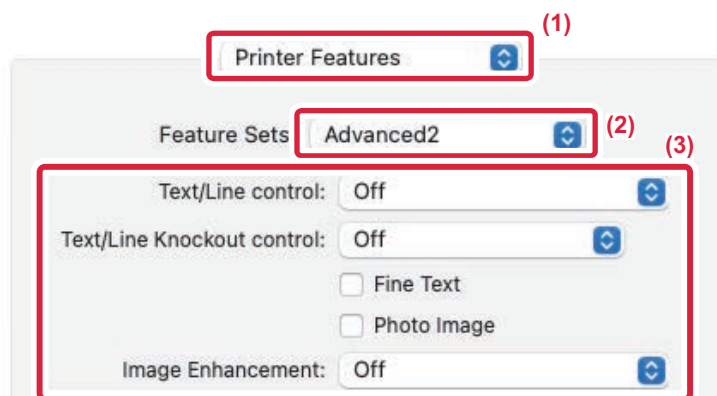 (1)
Printer Features
Feature Sets Advanced2 (2)
(3)
Text/Line control: Off
Text/Line Knockout control: Off
Fine Text
Photo Image
Image Enhancement: Off